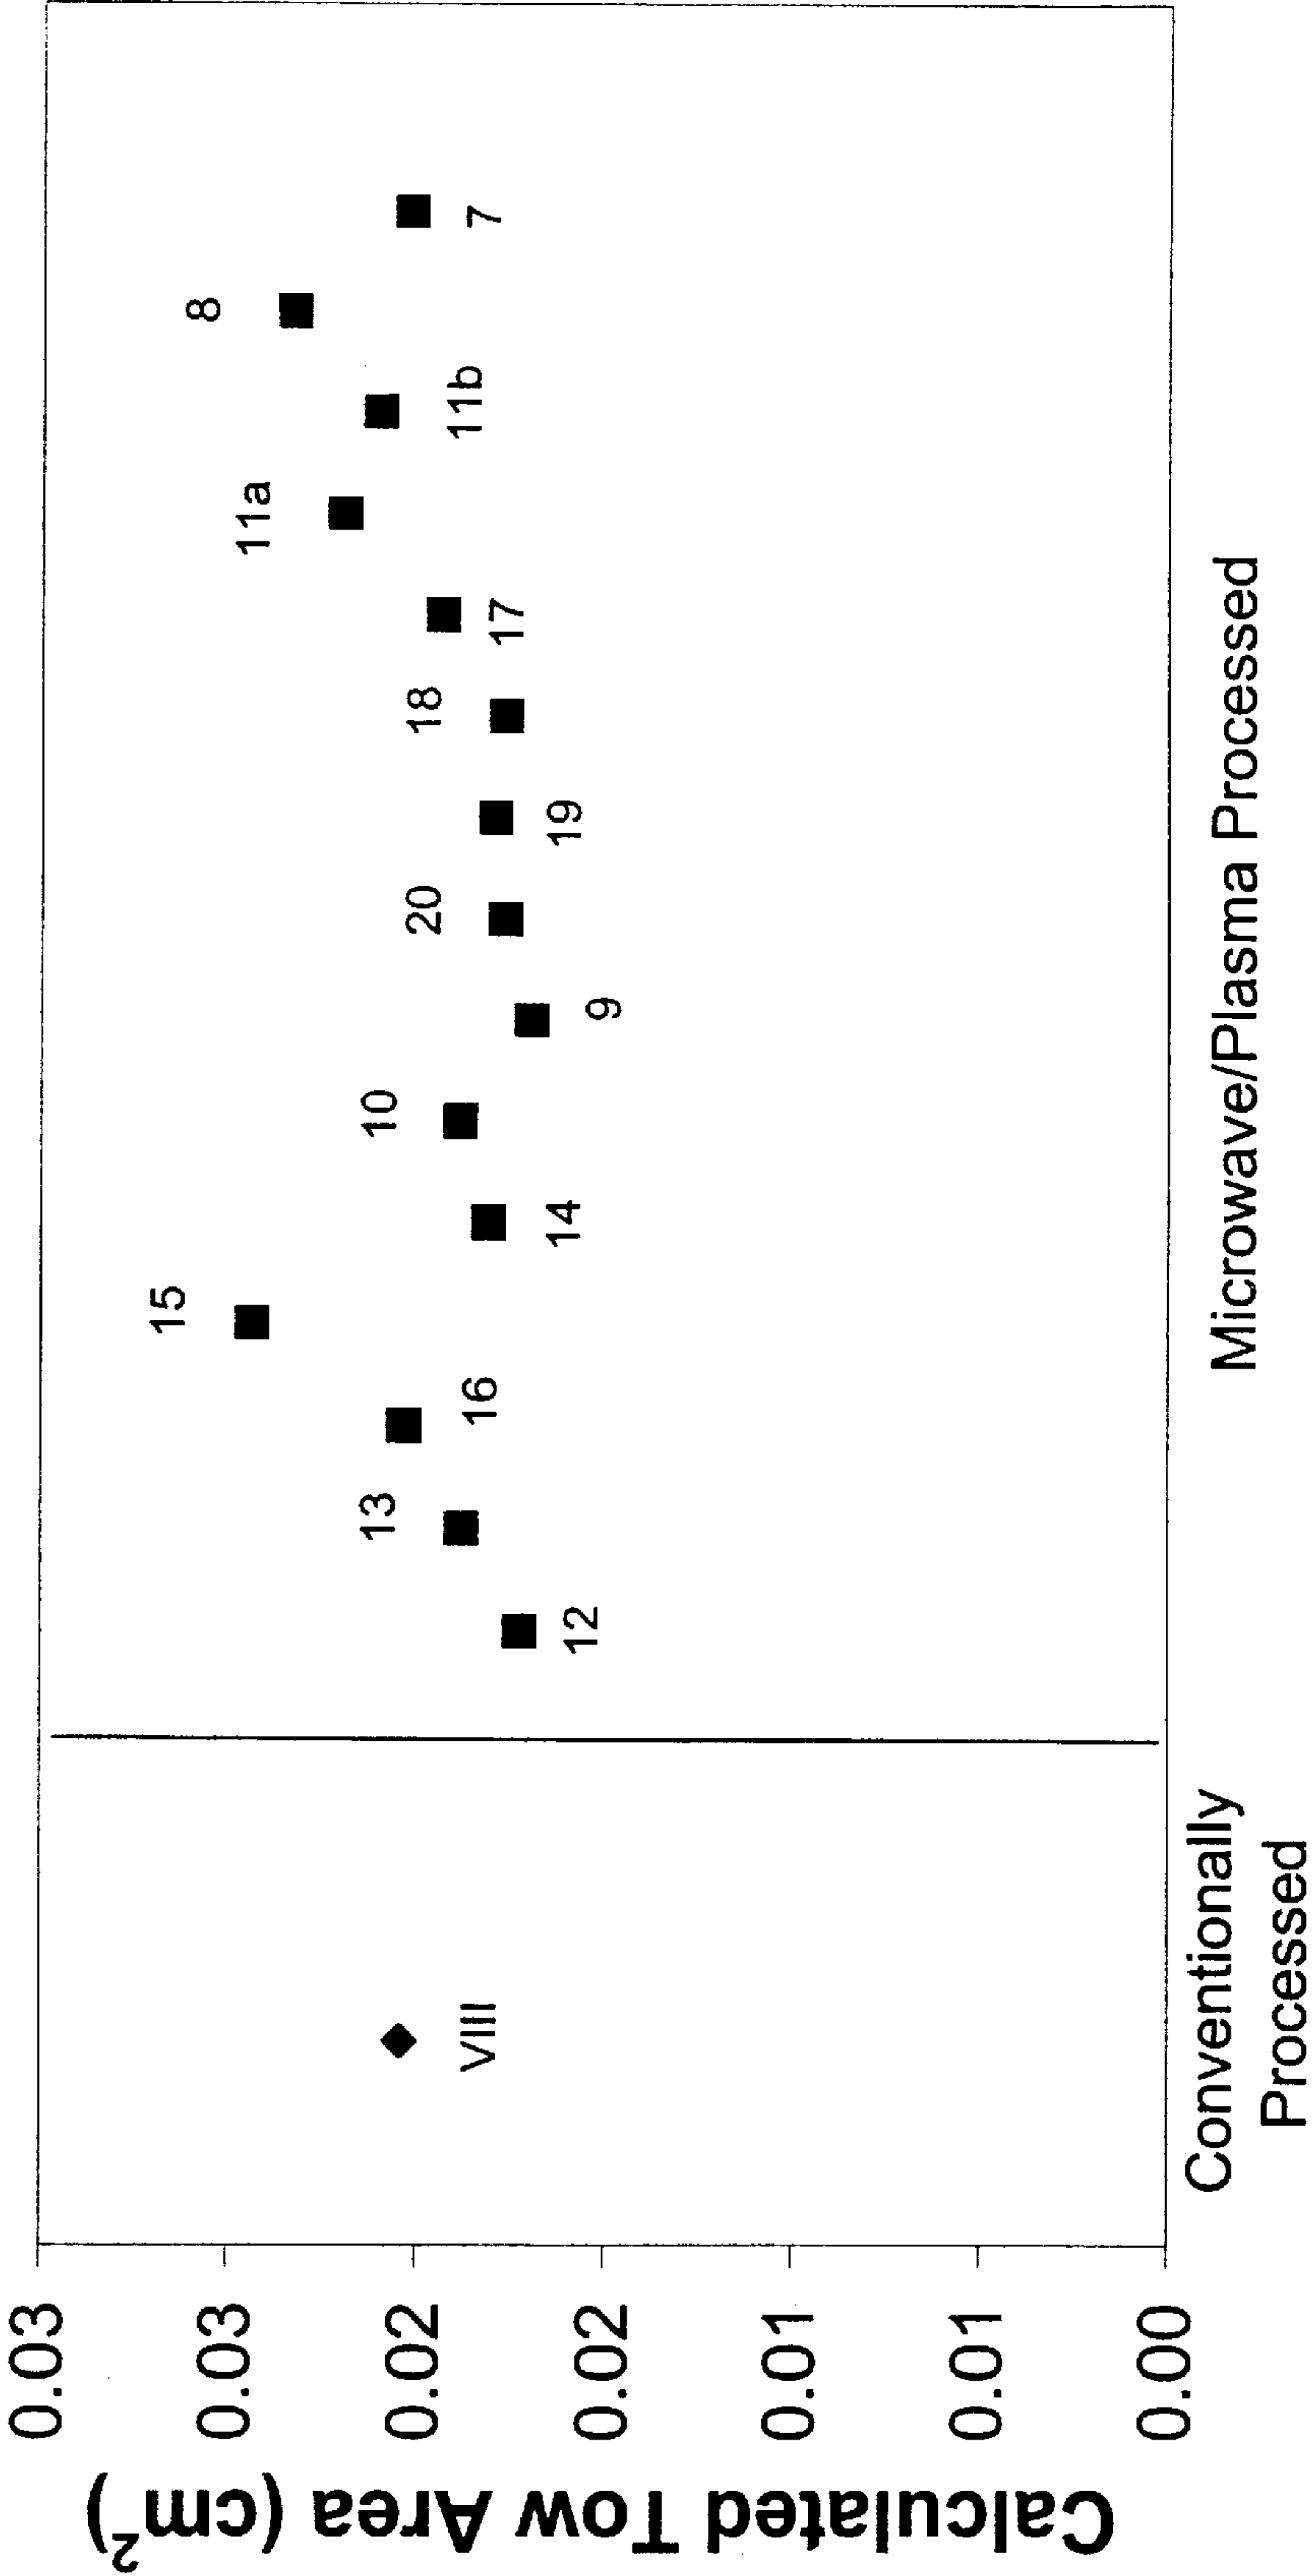 Calculated Tow Area (cm²)
0.03
0.03
0.02
0.02
0.01
0.01
0.00
VIII
12
13
16
15
14
10
9
20
19
18
17
11a
11b
8
7
Conventionally
Processed
Microwave/Plasma Processed